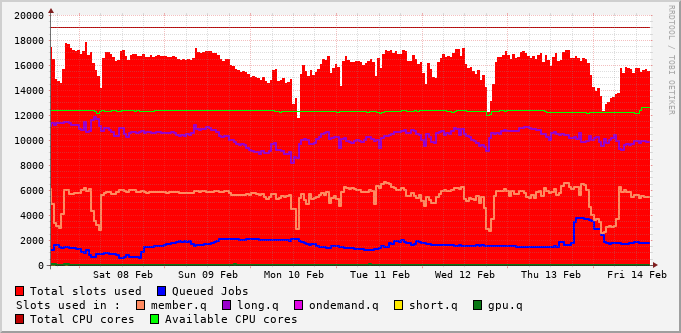 20000
18000
16000
14000
12000
10000
8000
6000
4000
2000
0
Sat 08 Feb Sun 09 Feb Mon 10 Feb Tue 11 Feb Wed 12 Feb Thu 13 Feb Fri 14 Feb
RRDTOOL / TOBI OETIKER
Total slots used Queued Jobs
Slots used in : member.q long.q ondemand.q short.q gpu.q
Total CPU cores Available CPU cores